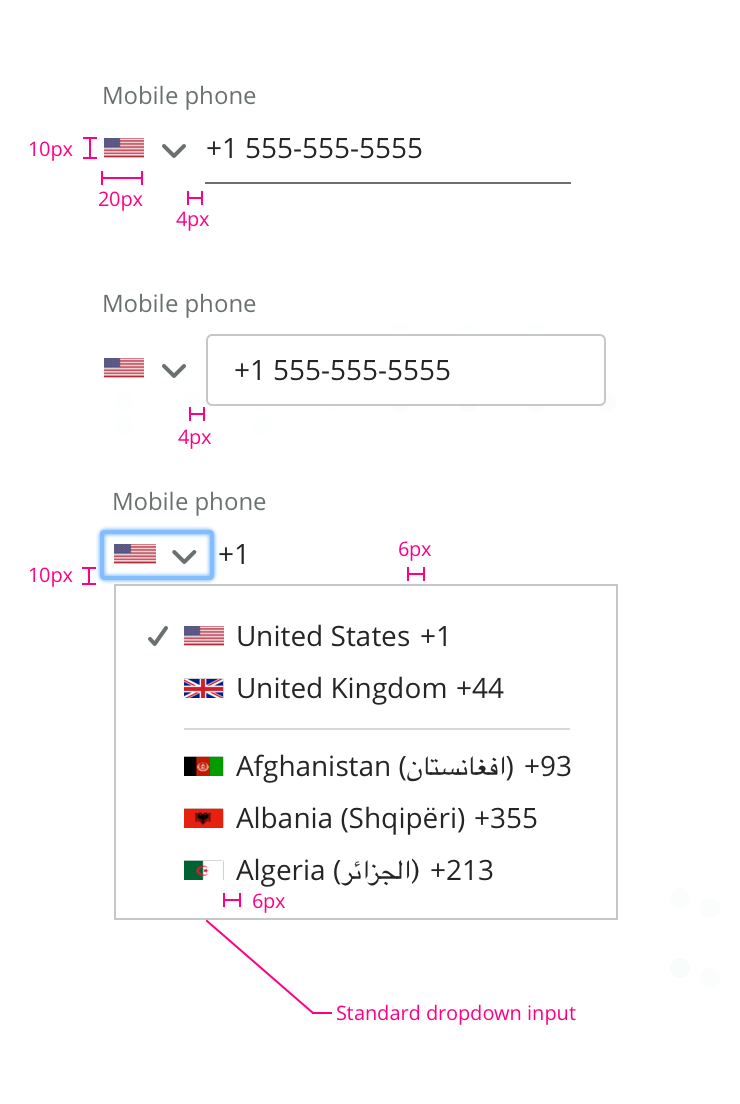 Mobile phone
10px
+1 555-555-5555
20px
4px
Mobile phone
+1 555-555-5555
4px
Mobile phone
+1
6px
10px
United States +1
United Kingdom +44
Afghanistan (افغانستان) +93
Albania (Shqipëri) +355
Algeria (الجزائر) +213
6px
Standard dropdown input